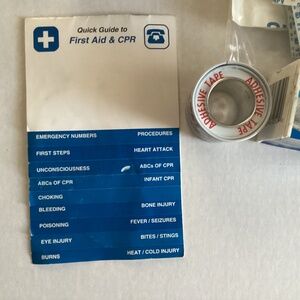 Quick Guide to
First Aid & CPR
EMERGENCY NUMBERS
PROCEDURES
FIRST STEPS
HEART ATTACK
UNCONSCIOUSNESS
ABCs OF CPR
ABCs OF CPR
INFANT CPR
CHOKING
BLEEDING
BONE INJURY
POISONING
FEVER / SEIZURES
EYE INJURY
BITES / STINGS
BURNS
HEAT / COLD INJURY
ADHESIVE TAPE
ADHESIVE TAPE